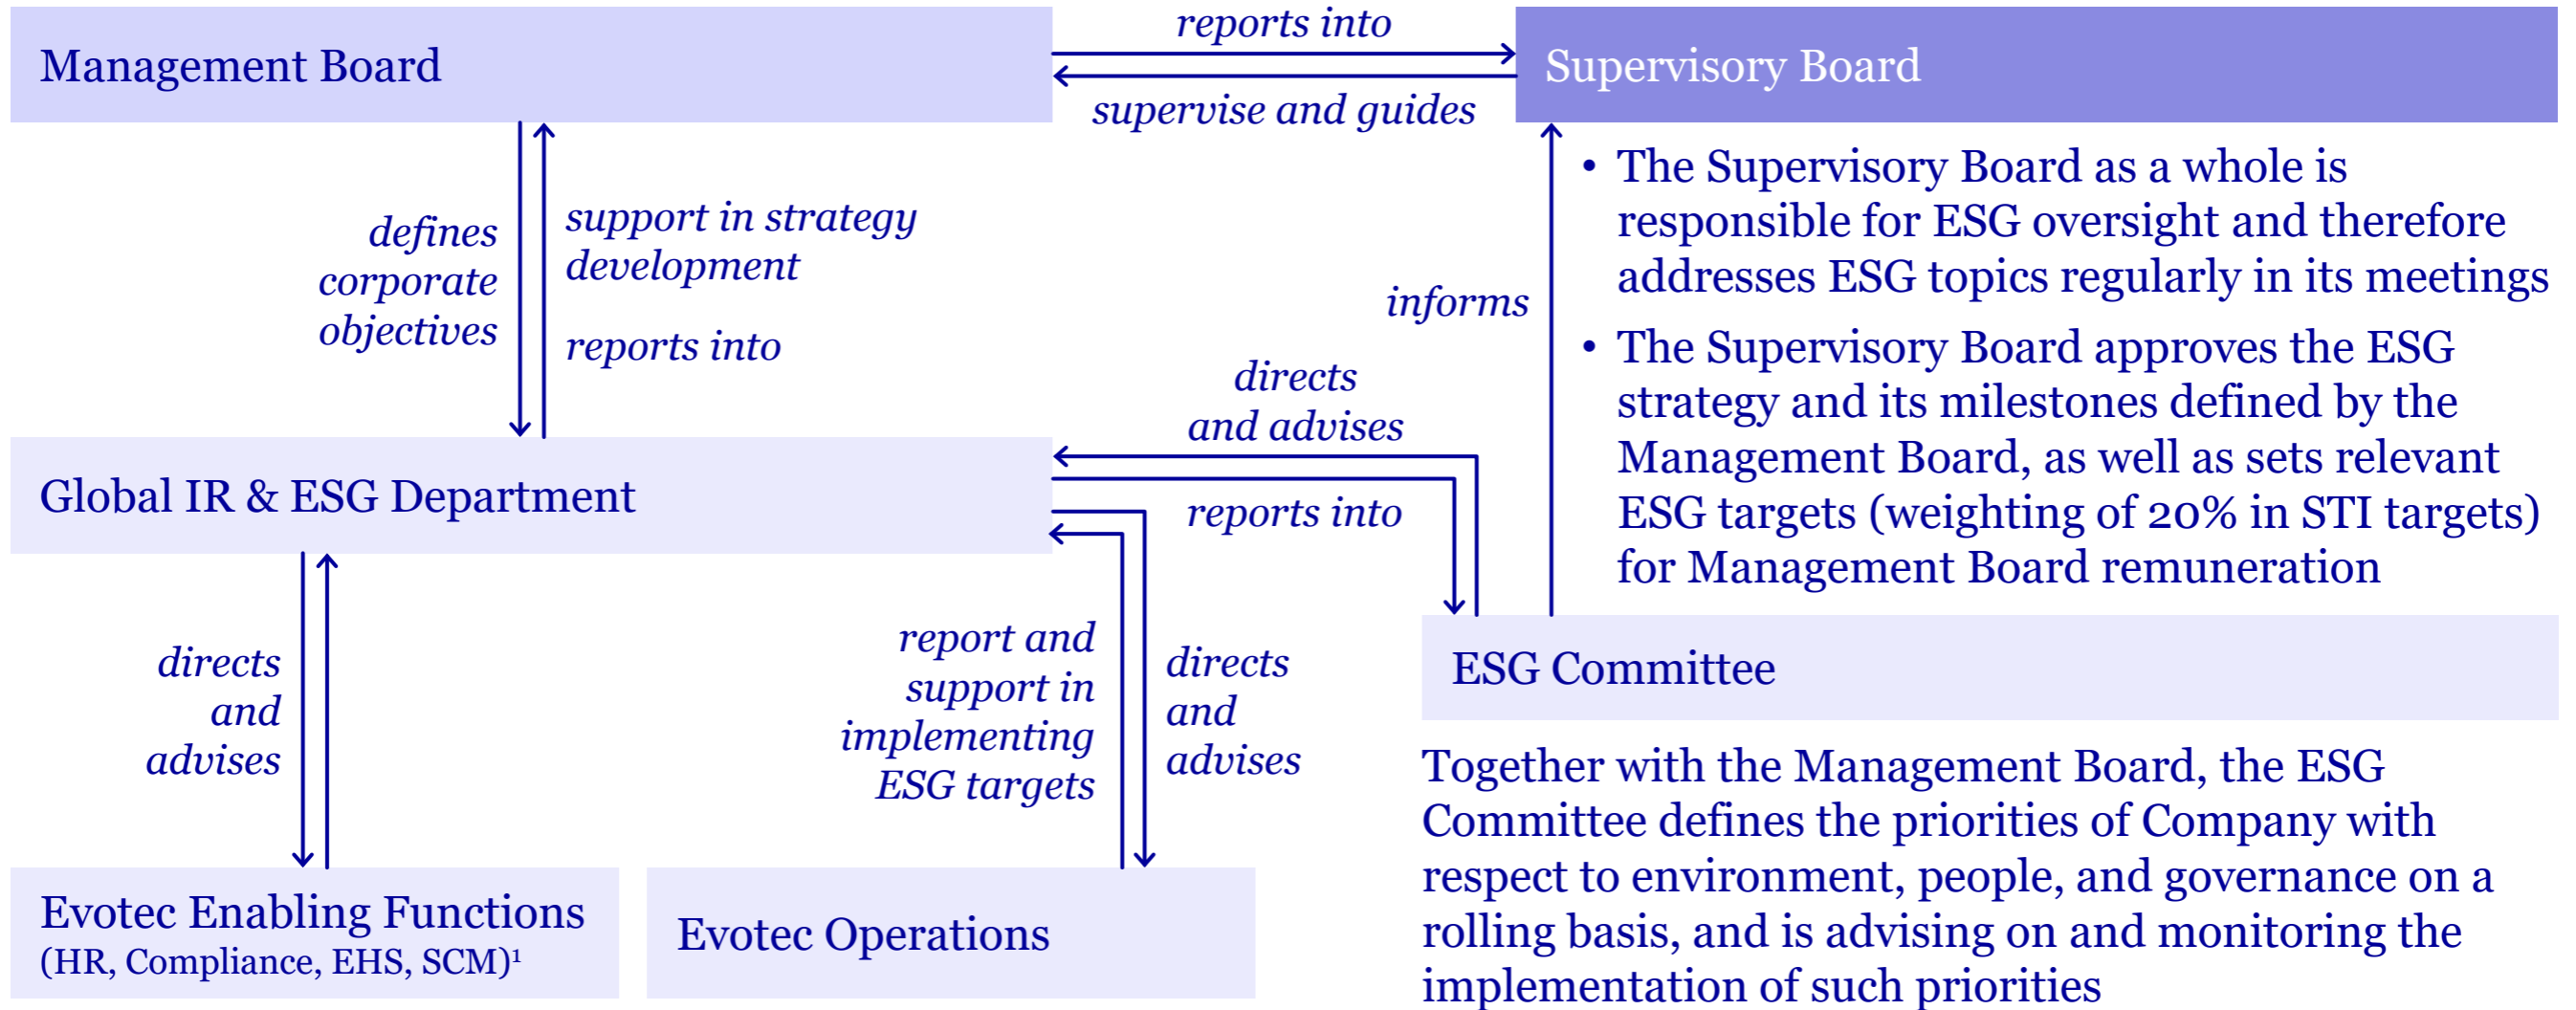 Management Board
reports into
supervise and guides
Supervisory Board
defines
corporate
objectives
support in strategy
development
reports into
informs
• The Supervisory Board as a whole is
responsible for ESG oversight and therefore
addresses ESG topics regularly in its meetings
• The Supervisory Board approves the ESG
strategy and its milestones defined by the
Management Board, as well as sets relevant
ESG targets (weighting of 20% in STI targets)
for Management Board remuneration
directs
and advises
Global IR & ESG Department
reports into
directs
and
advises
report and
support in
implementing
ESG targets
directs
and
advises
ESG Committee
Together with the Management Board, the ESG
Committee defines the priorities of Company with
respect to environment, people, and governance on a
rolling basis, and is advising on and monitoring the
implementation of such priorities
Evotec Enabling Functions
(HR, Compliance, EHS, SCM)¹
Evotec Operations